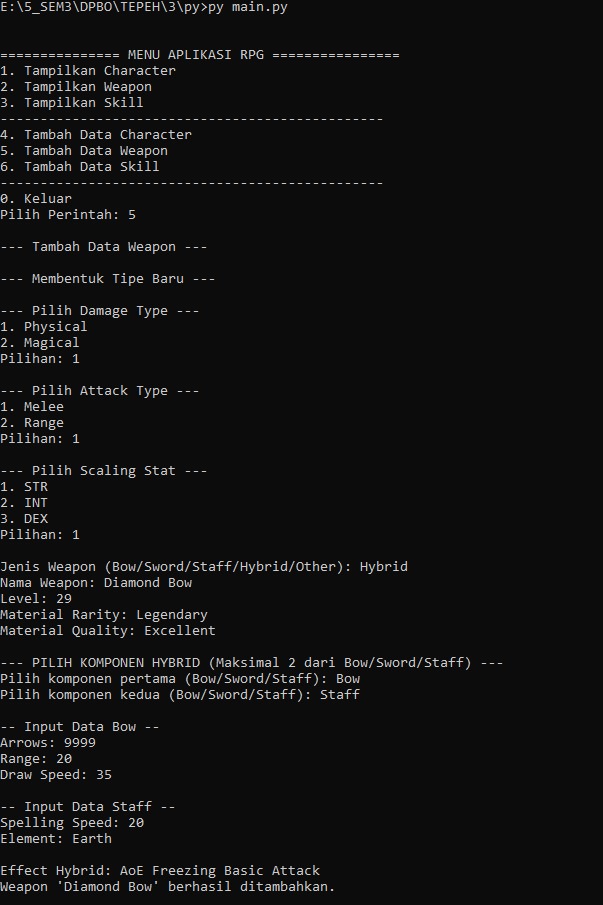 E:\5_SEM3\DPBO\TEPEH\3\py>py main.py
=============== MENU APLIKASI RPG ================
1. Tampilkan Character
2. Tampilkan Weapon
3. Tampilkan Skill
------------------------------------------------
4. Tambah Data Character
5. Tambah Data Weapon
6. Tambah Data Skill
------------------------------------------------
0. Keluar
Pilih Perintah: 5
--- Tambah Data Weapon ---
--- Membentuk Tipe Baru ---
--- Pilih Damage Type ---
1. Physical
2. Magical
Pilihan: 1
--- Pilih Attack Type ---
1. Melee
2. Range
Pilihan: 1
--- Pilih Scaling Stat ---
1. STR
2. INT
3. DEX
Pilihan: 1
Jenis Weapon (Bow/Sword/Staff/Hybrid/Other): Hybrid
Nama Weapon: Diamond Bow
Level: 29
Material Rarity: Legendary
Material Quality: Excellent
--- PILIH KOMPONEN HYBRID (Maksimal 2 dari Bow/Sword/Staff) ---
Pilih komponen pertama (Bow/Sword/Staff): Bow
Pilih komponen kedua (Bow/Sword/Staff): Staff
-- Input Data Bow --
Arrows: 9999
Range: 20
Draw Speed: 35
-- Input Data Staff --
Spelling Speed: 20
Element: Earth
Effect Hybrid: AoE Freezing Basic Attack
Weapon 'Diamond Bow' berhasil ditambahkan.